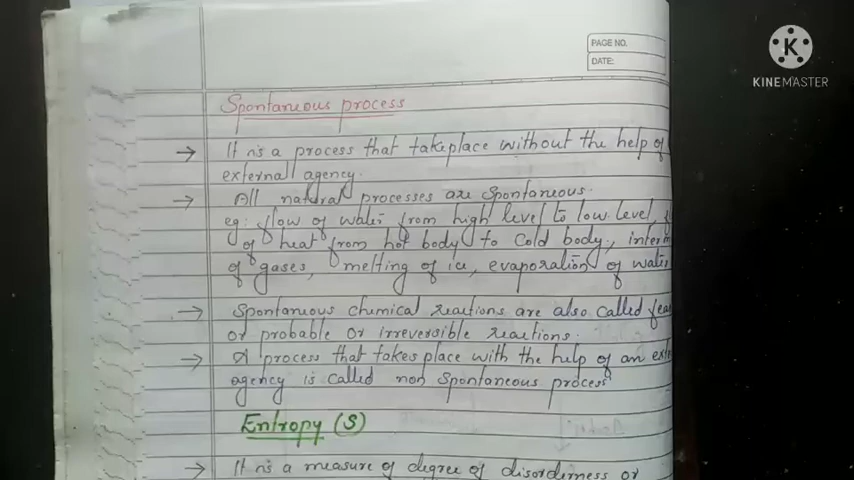 PAGE NO.
DATE:
KINEMASTER
Spontaneous process
→ It is a process that takeplace without the help of
external agency.
→ All natural processes are Spontaneous.
eg: flow of water from high level to low level,
of heat from hot body to cold body,
of gases, melting of ice, evaporation of water
→ Spontaneous chemical reactions are also called
or probable or irreversible reactions.
→ A process that takes place with the help of an
agency is called non Spontaneous process
Entropy (S)
→ It is a measure of degree of disorderness or